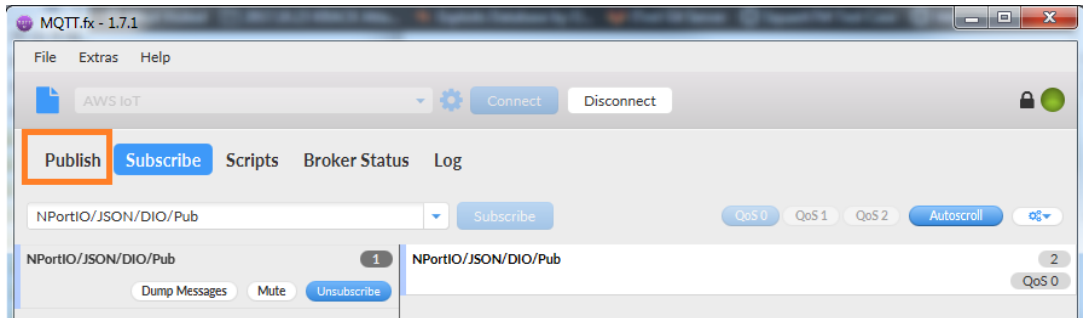 MQTT.fx - 1.7.1
File Extras Help
AWS IoT Connect Disconnect
Publish Subscribe Scripts Broker Status Log
NPortIO/JSON/DIO/Pub Subscribe QoS 0 QoS 1 QoS 2 Autoscroll
NPortIO/JSON/DIO/Pub 1 NPortIO/JSON/DIO/Pub 2
Dump Messages Mute Unsubscribe QoS 0